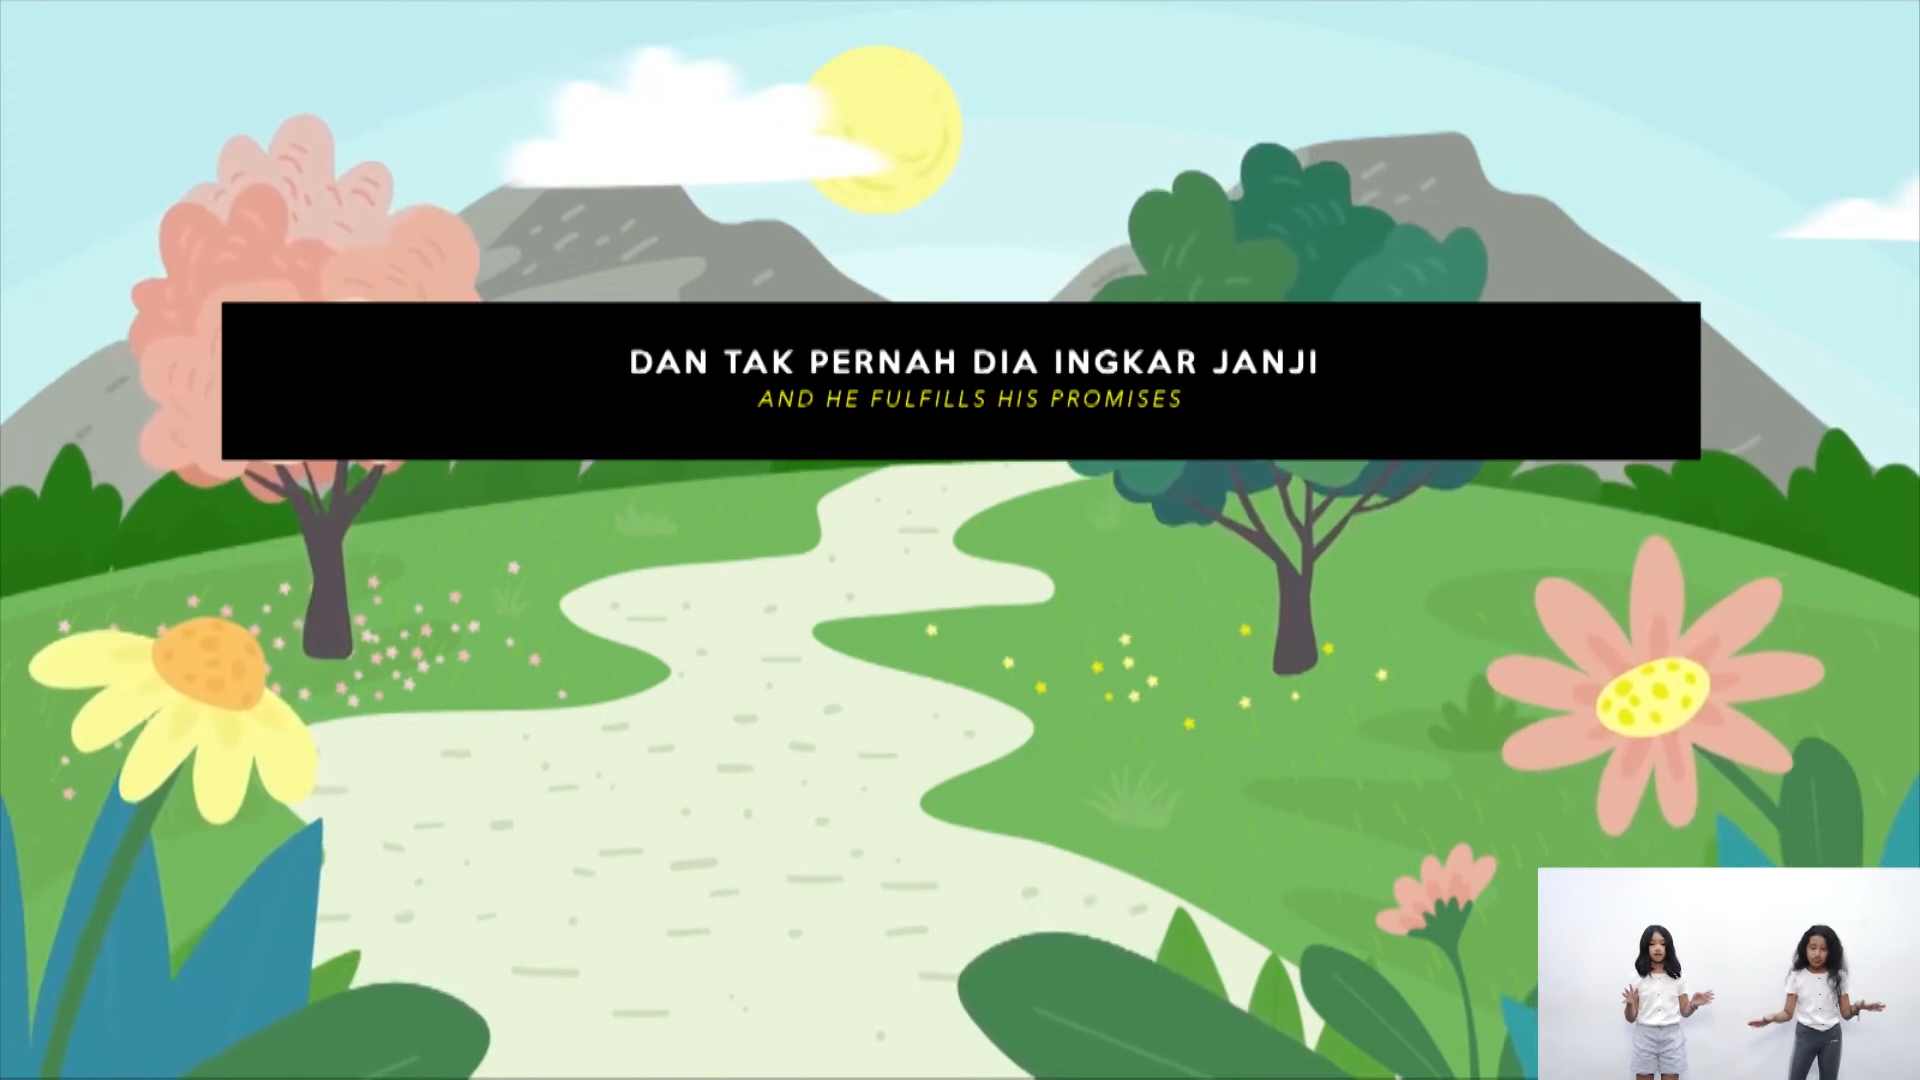 DAN TAK PERNAH DIA INGKAR JANJI
AND HE FULFILLS HIS PROMISES